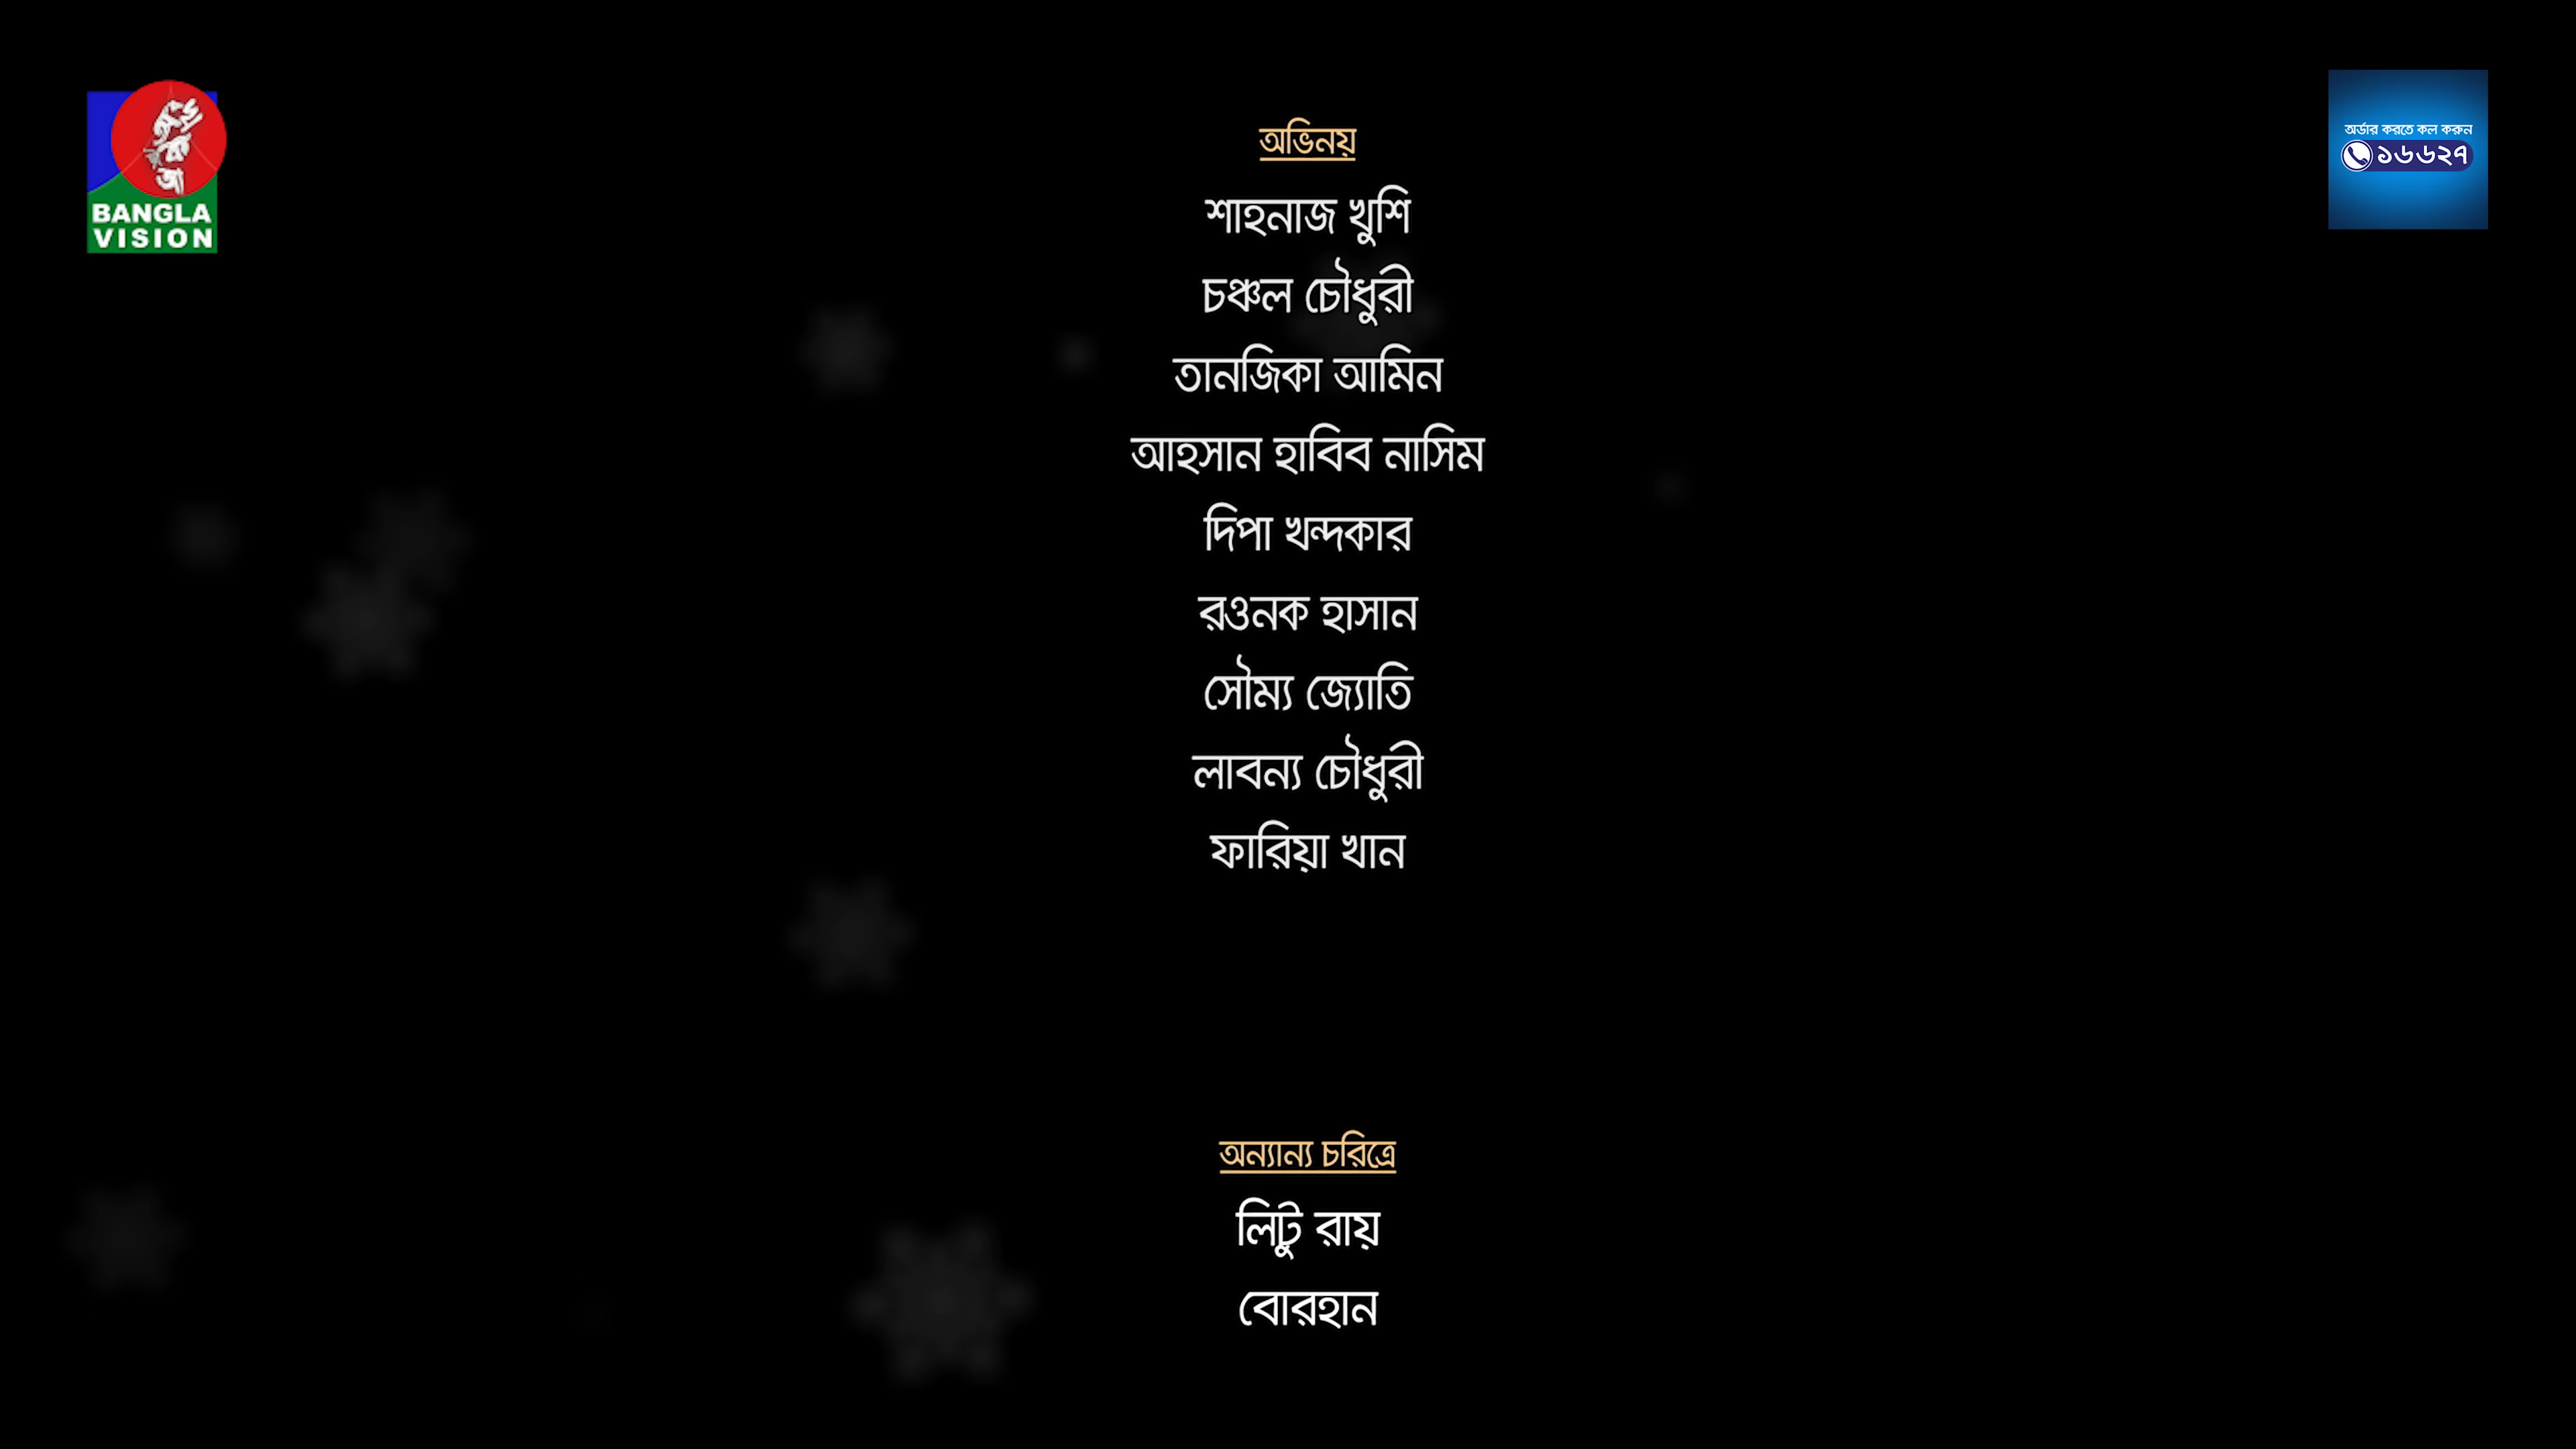 BANGLA
VISION
অর্ডার করতে কল করুন
১৬৬২৭
অভিনয়
শাহনাজ খুশি
চঞ্চল চৌধুরী
তানজিকা আমিন
আহসান হাবিব নাসিম
দিপা খন্দকার
রওনক হাসান
সৌম্য জ্যোতি
লাবন্য চৌধুরী
ফারিয়া খান
অন্যান্য চরিত্রে
লিটু রায়
বোরহান